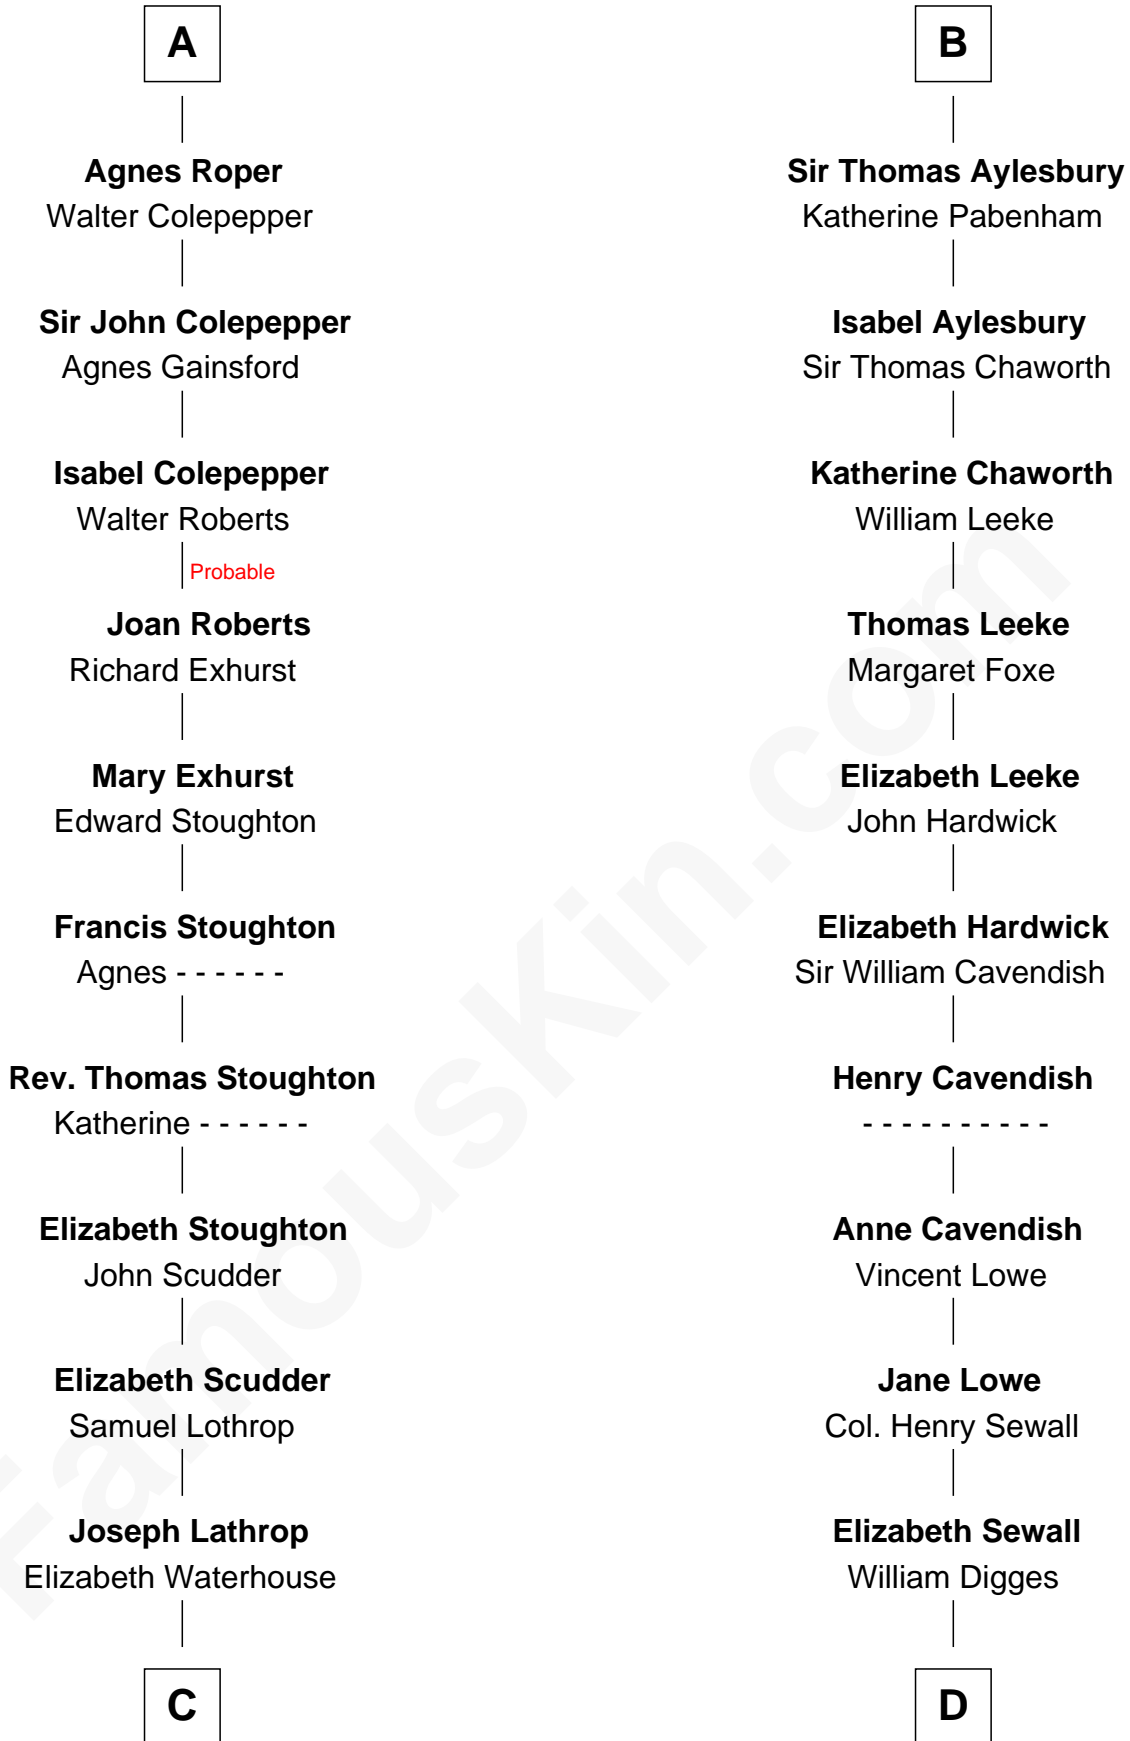 A
Agnes Roper
Walter Colepepper
Sir John Colepepper
Agnes Gainsford
Isabel Colepepper
Walter Roberts
Probable
Joan Roberts
Richard Exhurst
Mary Exhurst
Edward Stoughton
Francis Stoughton
Agnes - - - - - -
Rev. Thomas Stoughton
Katherine - - - - - -
Elizabeth Stoughton
John Scudder
Elizabeth Scudder
Samuel Lothrop
Joseph Lathrop
Elizabeth Waterhouse
C
B
Sir Thomas Aylesbury
Katherine Pabenham
Isabel Aylesbury
Sir Thomas Chaworth
Katherine Chaworth
William Leeke
Thomas Leeke
Margaret Foxe
Elizabeth Leeke
John Hardwick
Elizabeth Hardwick
Sir William Cavendish
Henry Cavendish
- - - - - - - - - -
Anne Cavendish
Vincent Lowe
Jane Lowe
Col. Henry Sewall
Elizabeth Sewall
William Digges
D
FamousKin.com